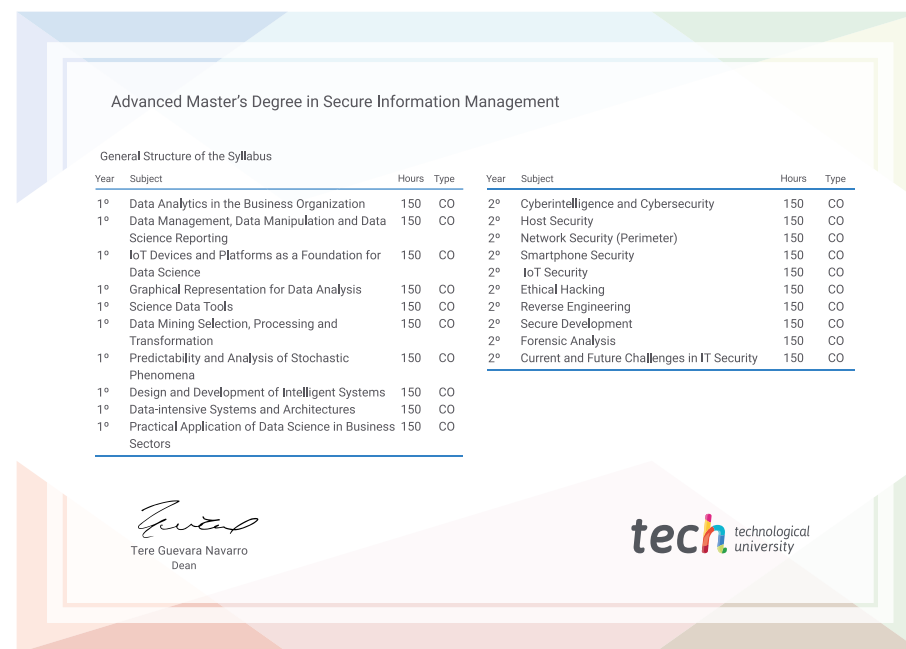 Advanced Master’s Degree in Secure Information Management
General Structure of the Syllabus
Year Subject Hours Type
1º Data Analytics in the Business Organization 150 CO
1º Data Management, Data Manipulation and Data 150 CO
Science Reporting
1º IoT Devices and Platforms as a Foundation for 150 CO
Data Science
1º Graphical Representation for Data Analysis 150 CO
1º Science Data Tools 150 CO
1º Data Mining Selection, Processing and 150 CO
Transformation
1º Predictability and Analysis of Stochastic 150 CO
Phenomena
1º Design and Development of Intelligent Systems 150 CO
1º Data-intensive Systems and Architectures 150 CO
1º Practical Application of Data Science in Business 150 CO
Sectors
Year Subject Hours Type
2º Cyberintelligence and Cybersecurity 150 CO
2º Host Security 150 CO
2º Network Security (Perimeter) 150 CO
2º Smartphone Security 150 CO
2º IoT Security 150 CO
2º Ethical Hacking 150 CO
2º Reverse Engineering 150 CO
2º Secure Development 150 CO
2º Forensic Analysis 150 CO
2º Current and Future Challenges in IT Security 150 CO
Tere Guevara Navarro
Dean
tech technological
university